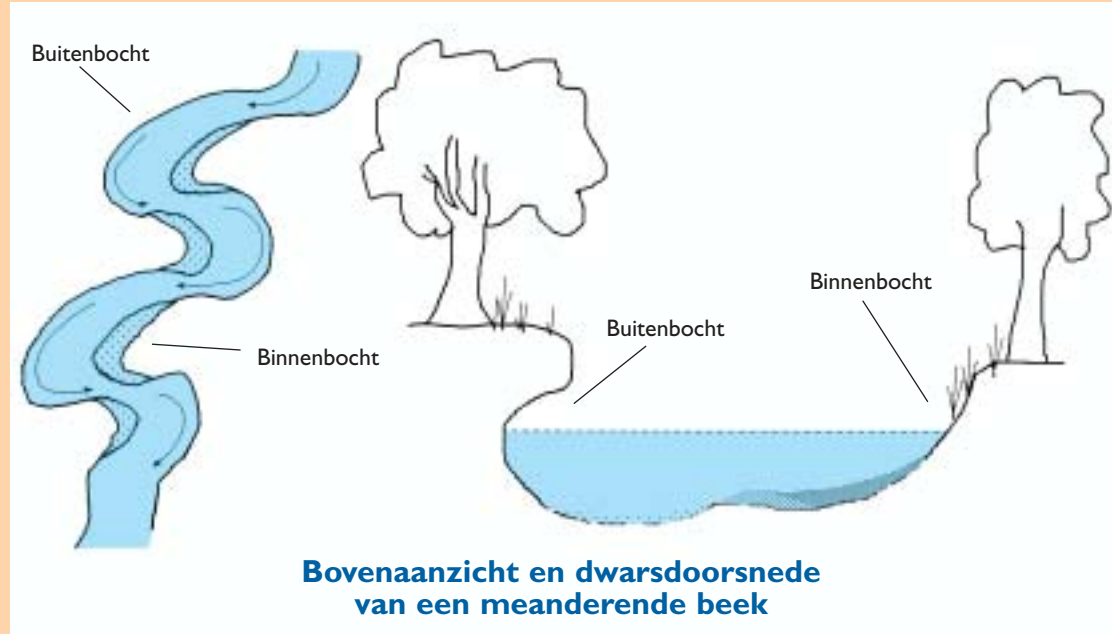 Buitenbocht
Binnenbocht
Buitenbocht
Binnenbocht
Bovenaanzicht en dwarsdoorsnede
van een meanderende beek